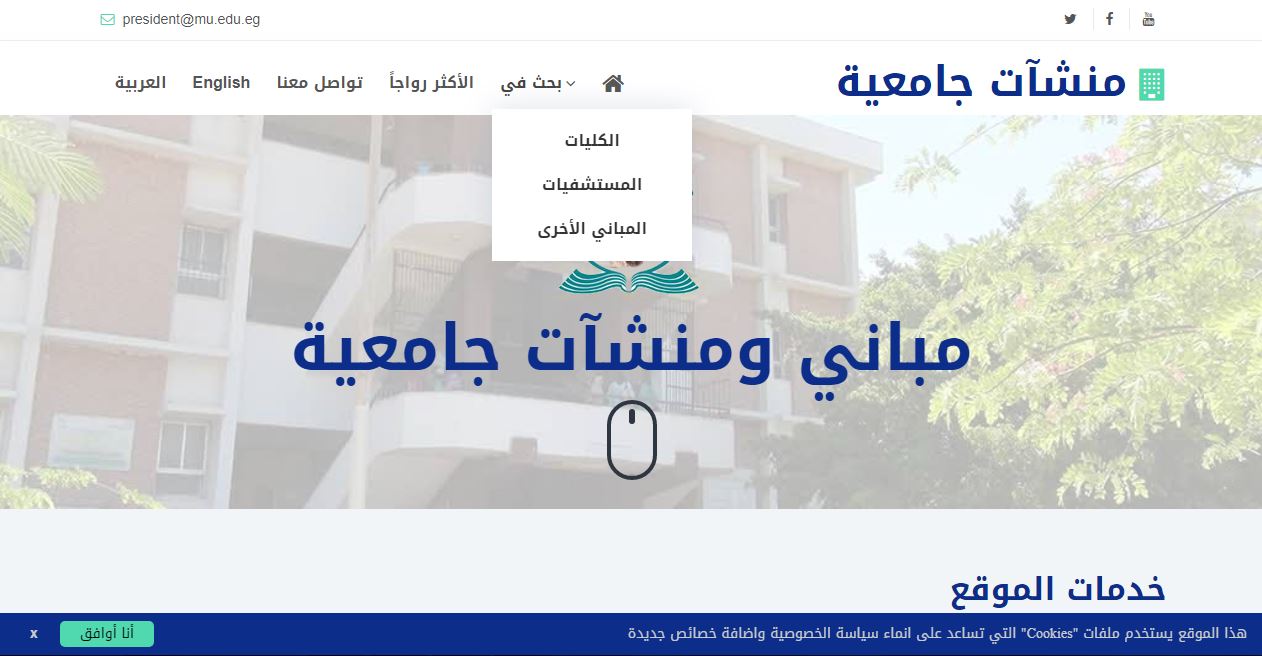 president@mu.edu.eg
منشآت جامعية
بحث في
الأكثر رواجاً
تواصل معنا
English
العربية
الكليات
المستشفيات
المباني الأخرى
مباني ومنشآت جامعية
خدمات الموقع
هذا الموقع يستخدم ملفات "Cookies" التي تساعد على انماء سياسة الخصوصية واضافة خصائص جديدة
أنا أوافق
x